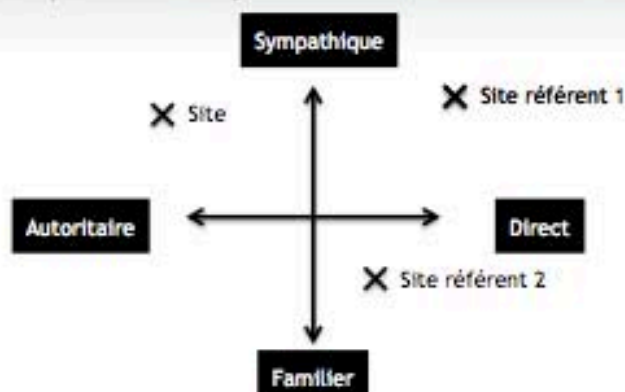 Sympathique
Site
Site référent 1
Autoritaire
Direct
Site référent 2
Familier